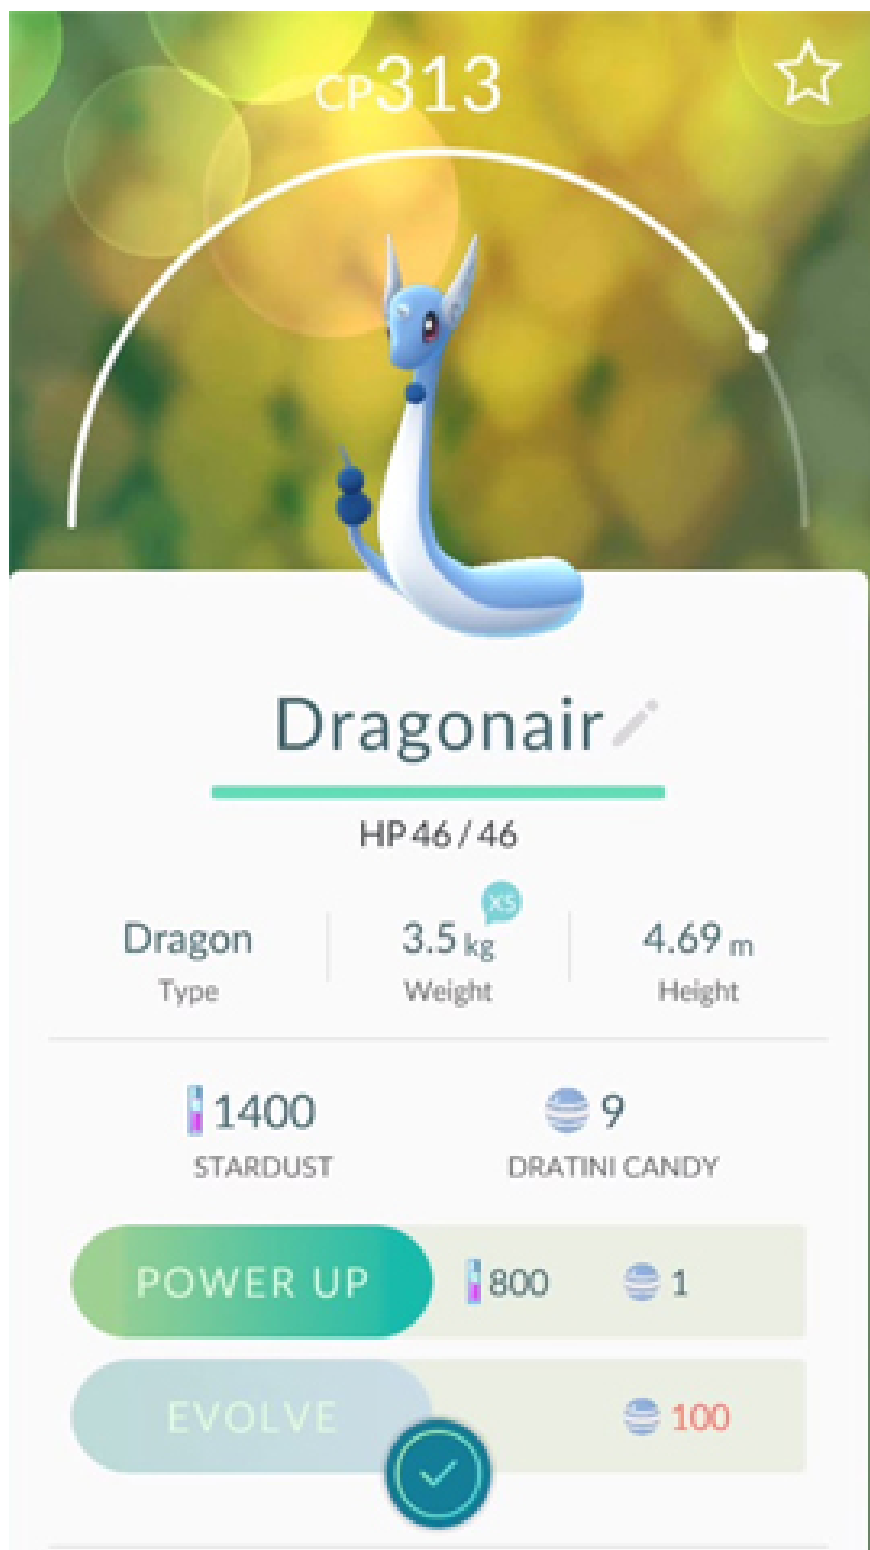 CP313
Dragonair
HP 46 / 46
XS
Dragon 3.5 kg 4.69 m
Type Weight Height
1400 9
STARDUST DRATINI CANDY
POWER UP 800 1
EVOLVE 100